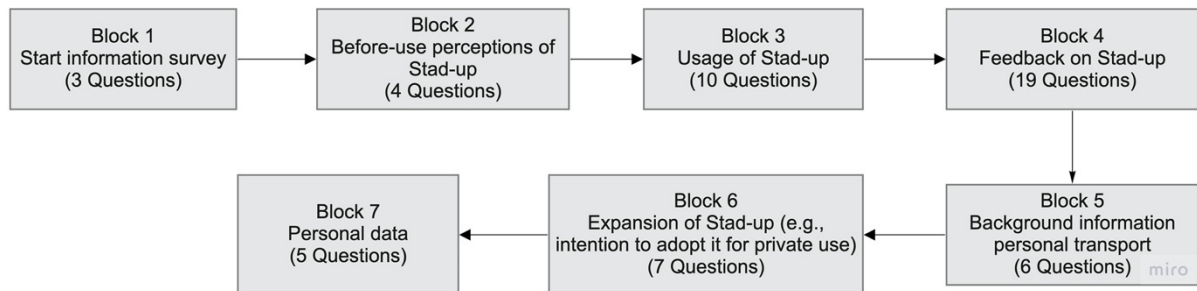 Block 1
Start information survey
(3 Questions)
Block 2
Before-use perceptions of
Stad-up
(4 Questions)
Block 3
Usage of Stad-up
(10 Questions)
Block 4
Feedback on Stad-up
(19 Questions)
Block 5
Background information
personal transport
(6 Questions)
Block 6
Expansion of Stad-up (e.g.,
intention to adopt it for private use)
(7 Questions)
Block 7
Personal data
(5 Questions)
miro